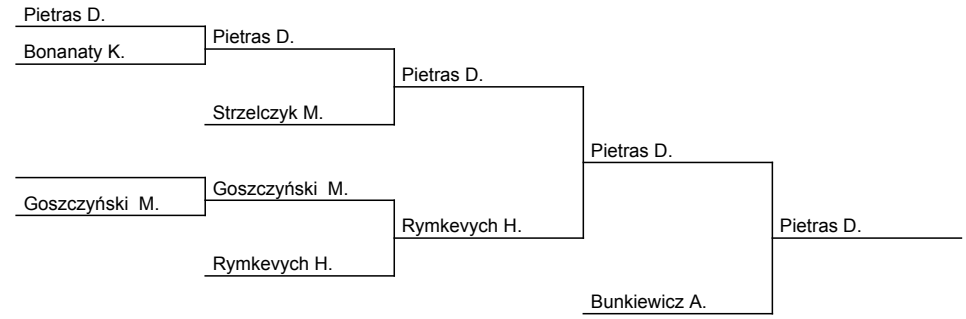 Pietras D.
Pietras D.
Bonanaty K.
Pietras D.
Strzelczyk M.
Pietras D.
Goszczyński  M.
Goszczyński  M.
Rymkevych H.
Pietras D.
Rymkevych H.
Bunkiewicz A.